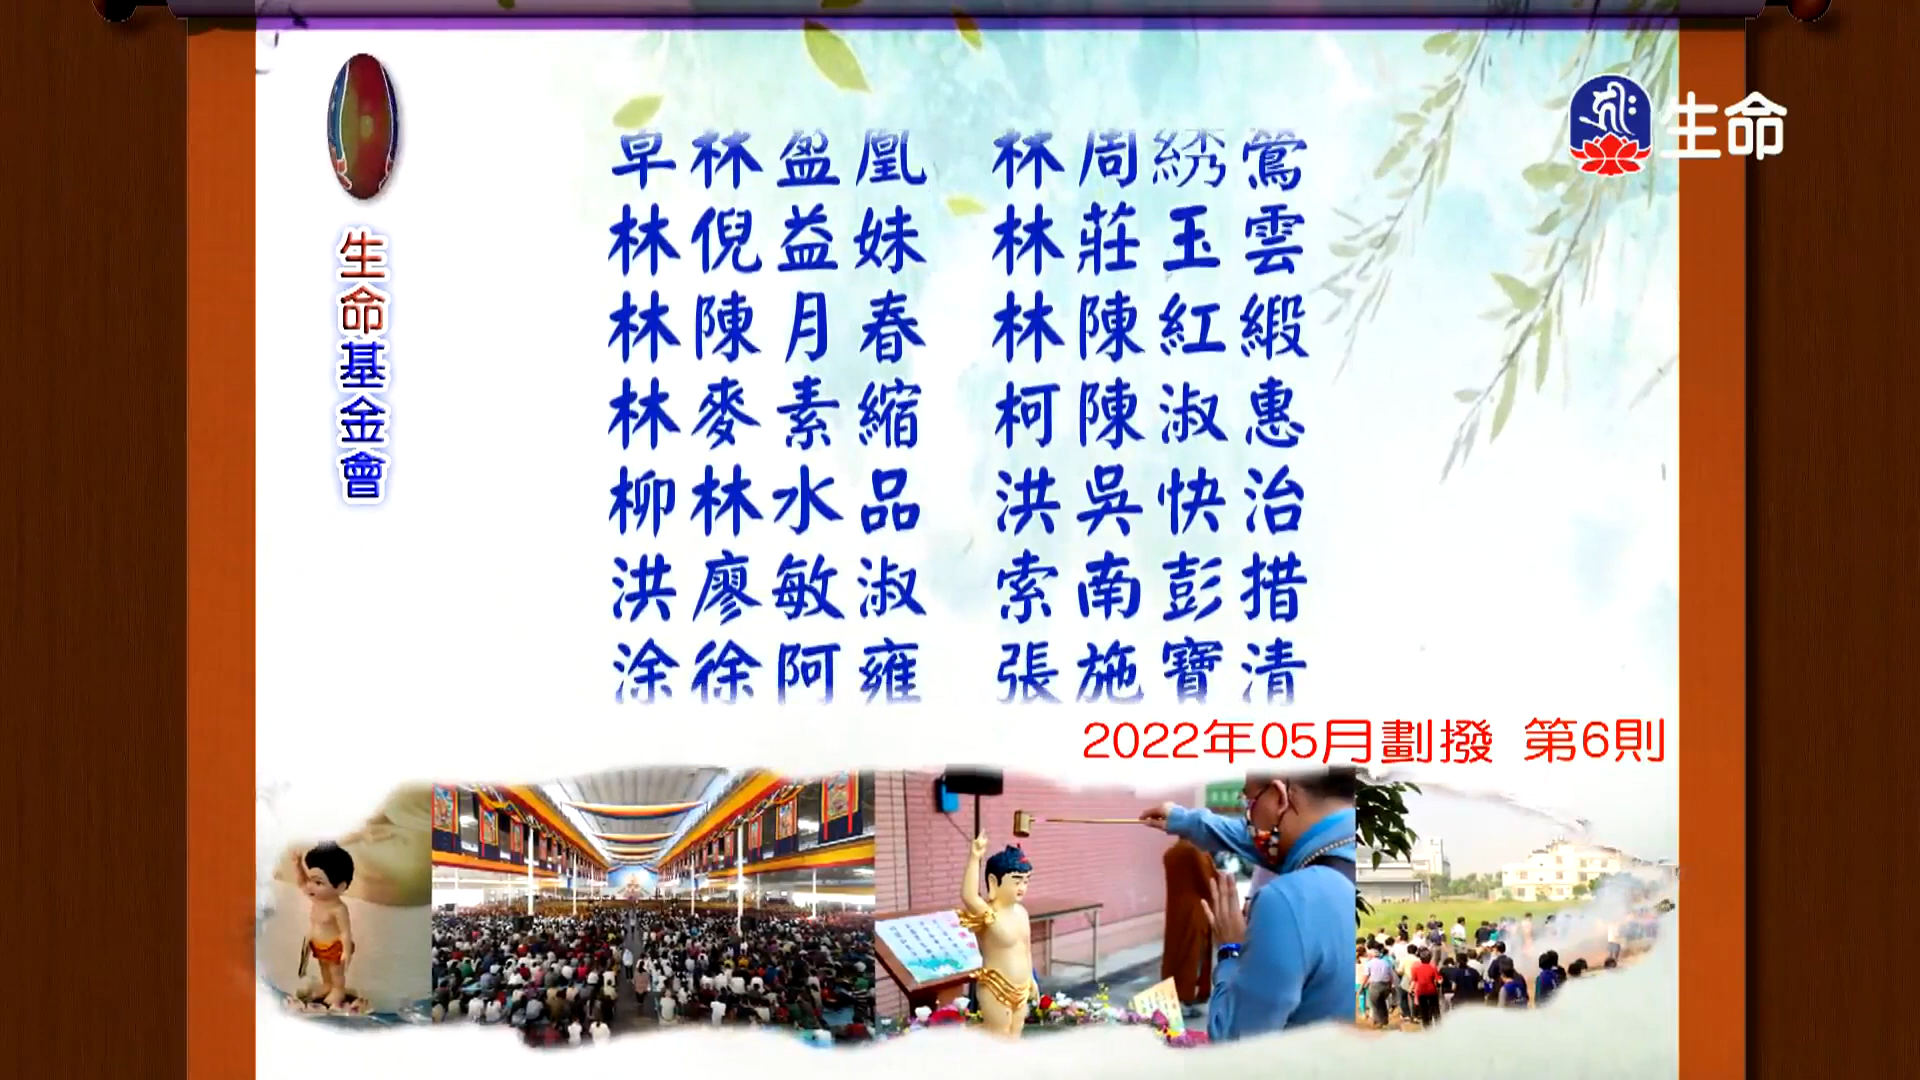 生命
生命基金會
林盈凰 林周綉鶯
林倪益妹 林莊玉雲
林陳月春 林陳紅緞
林麥素縮 柯陳淑惠
柳林水品 洪吳快治
洪廖敏淑 索南彭措
涂徐阿雍 張施寶清
2022年05月劃撥 第6則